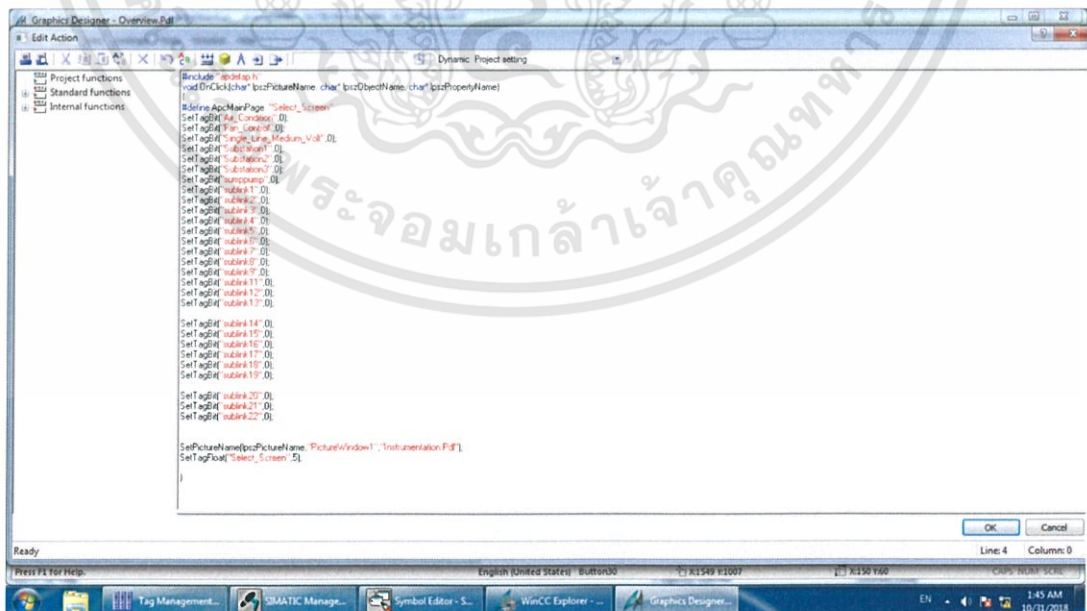 Graphics Designer - Overview.Pdl
Edit Action
Dynamic: Project setting
Project functions
Standard functions
Internal functions
#include "apdefap.h"
void OnClick(char* lpszPictureName, char* lpszObjectName, char* lpszPropertyName)
{
#define ApcMainPage "Select_Screen"
SetTagBit("Air_Condition",0);
SetTagBit("Fan_Control",0);
SetTagBit("Single_Line_Medium_Volt",0);
SetTagBit("Substation1",0);
SetTagBit("Substation2",0);
SetTagBit("Substation3",0);
SetTagBit("sumppump",0);
SetTagBit("sublink1",0);
SetTagBit("sublink2",0);
SetTagBit("sublink3",0);
SetTagBit("sublink4",0);
SetTagBit("sublink5",0);
SetTagBit("sublink6",0);
SetTagBit("sublink7",0);
SetTagBit("sublink8",0);
SetTagBit("sublink9",0);
SetTagBit("sublink11",0);
SetTagBit("sublink12",0);
SetTagBit("sublink13",0);
SetTagBit("sublink14",0);
SetTagBit("sublink15",0);
SetTagBit("sublink16",0);
SetTagBit("sublink17",0);
SetTagBit("sublink18",0);
SetTagBit("sublink19",0);
SetTagBit("sublink20",0);
SetTagBit("sublink21",0);
SetTagBit("sublink22",0);
SetPictureName(lpszPictureName,"PictureWindow1","Instrumentation.Pdl");
SetTagFloat("Select_Screen",5);
}
OK Cancel
Ready Line: 4 Column: 0
Press F1 for Help. English (United States) Button30 X:1549 Y:1007 X:150 Y:60 CAPS NUM SCRL
Tag Management... SIMATIC Manage... Symbol Editor - S... WinCC Explorer - ... Graphics Designer... EN 1:45 AM
10/31/2018
พระจอมเกล้าเจ้าคุณทหาร